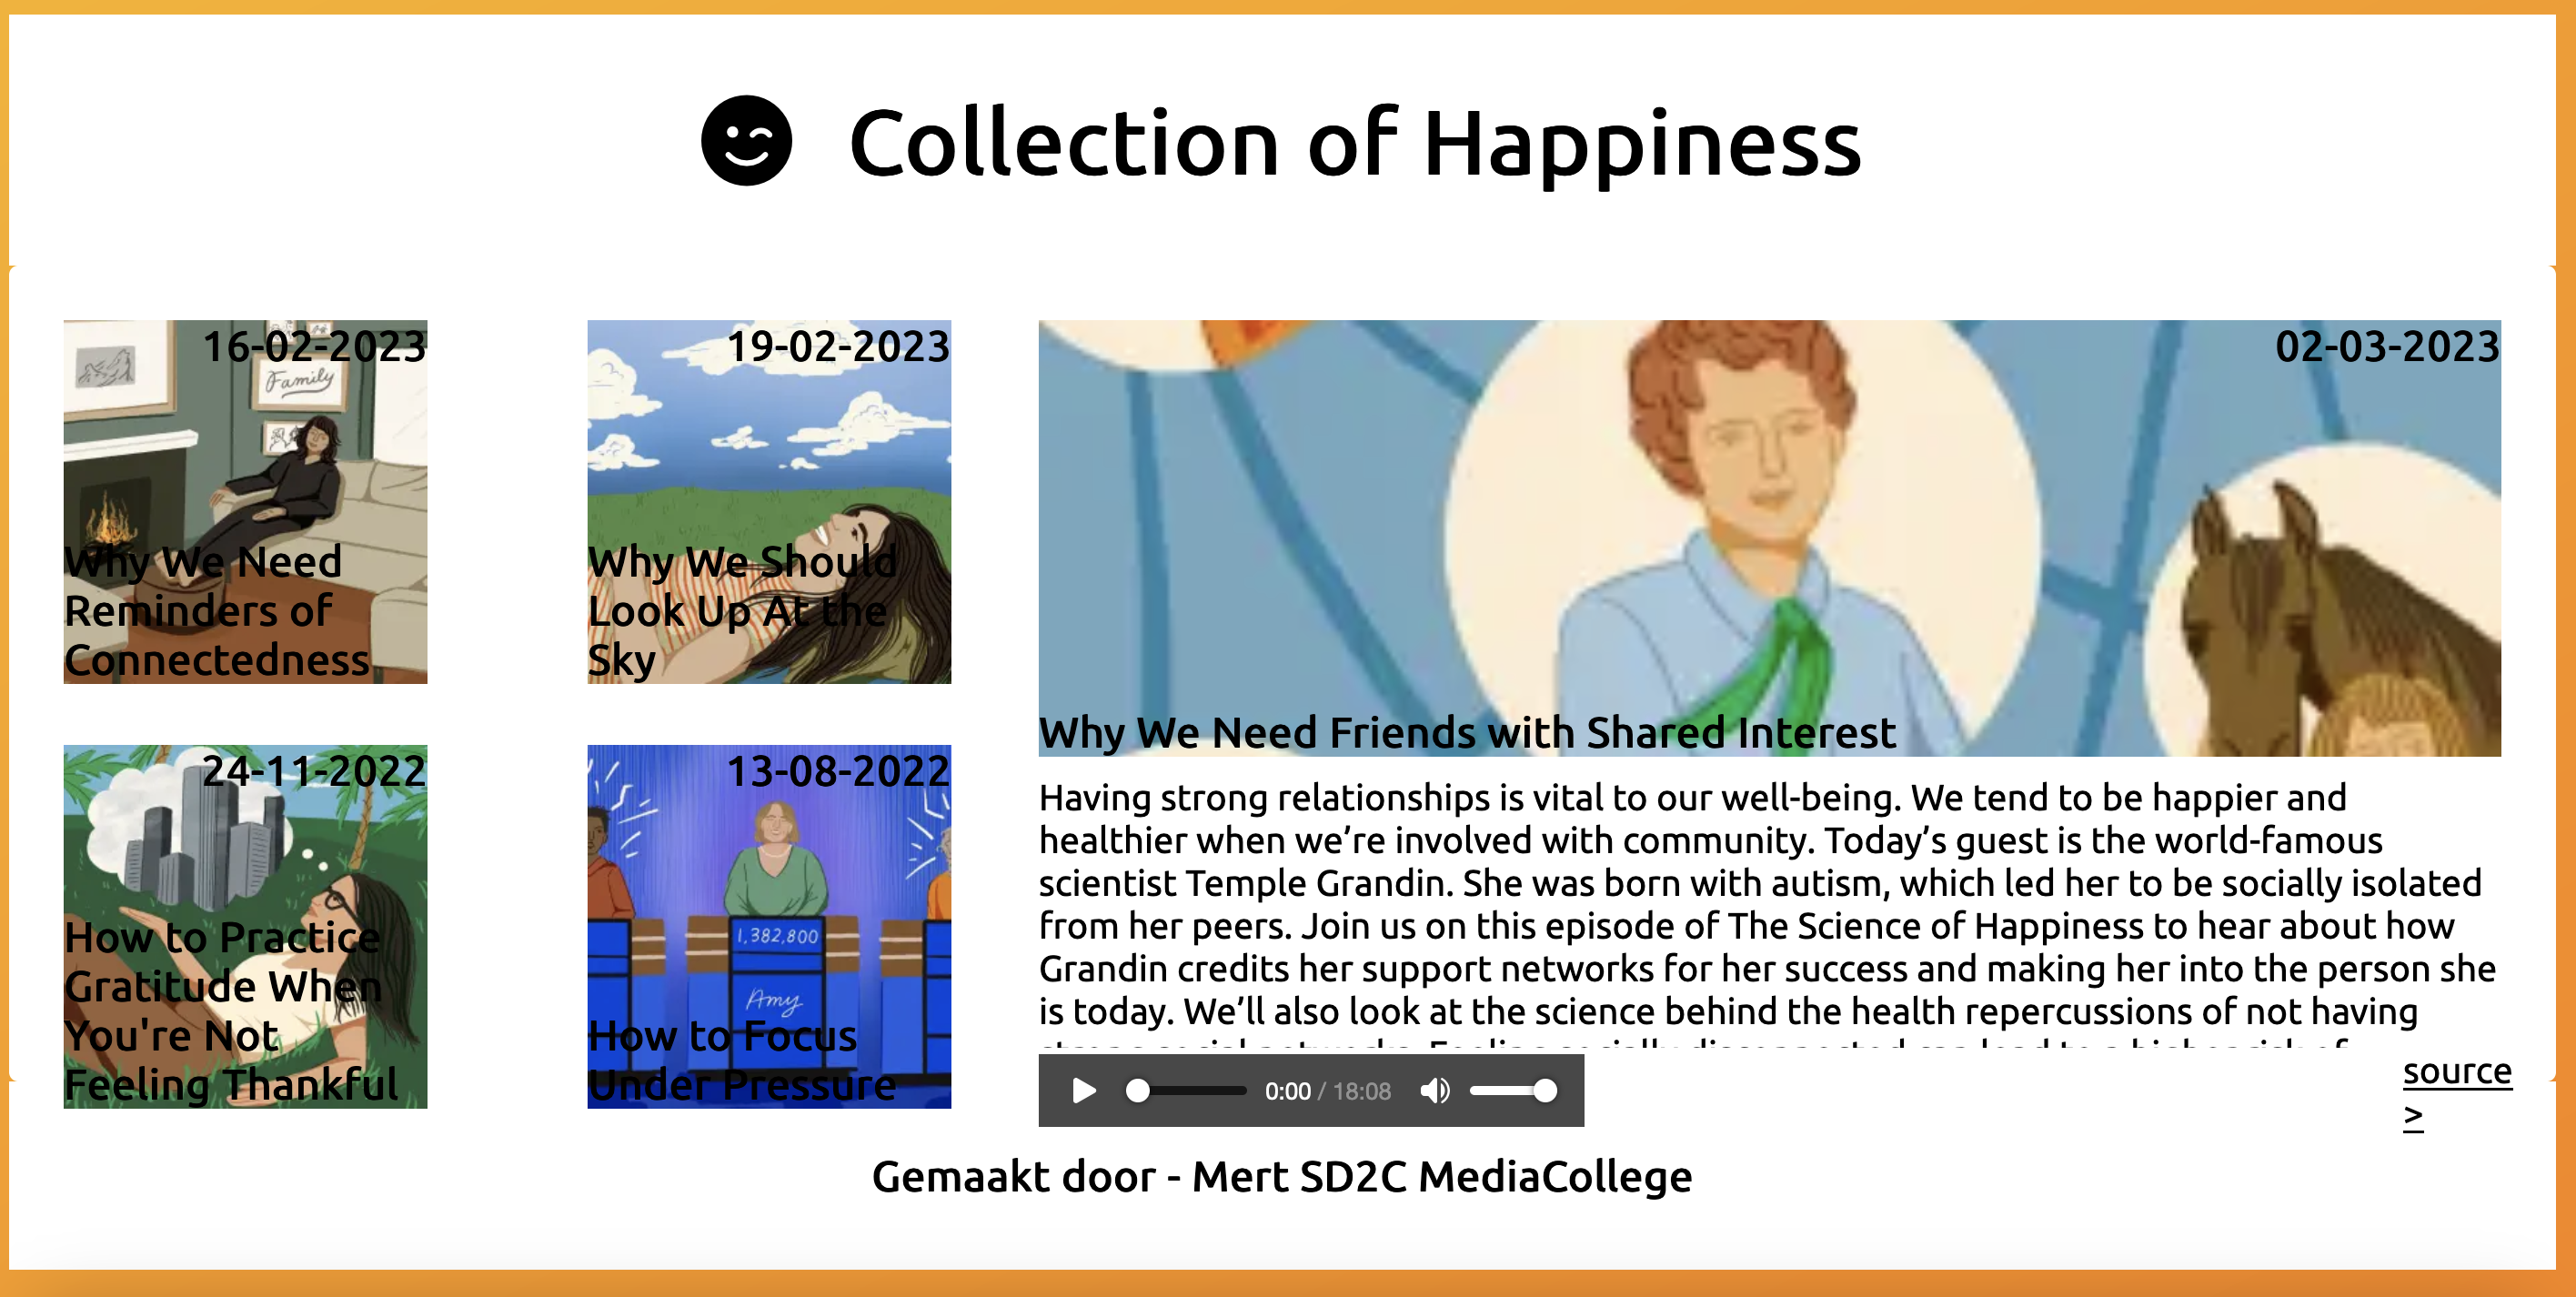 Collection of Happiness
16-02-2023
Family
Why We Need
Reminders of
Connectedness
19-02-2023
Why We Should
Look Up At the
Sky
24-11-2022
How to Practice
Gratitude When
You're Not
Feeling Thankful
13-08-2022
1,382,800
Amy
How to Focus
Under Pressure
02-03-2023
Why We Need Friends with Shared Interest
Having strong relationships is vital to our well-being. We tend to be happier and
healthier when we’re involved with community. Today’s guest is the world-famous
scientist Temple Grandin. She was born with autism, which led her to be socially isolated
from her peers. Join us on this episode of The Science of Happiness to hear about how
Grandin credits her support networks for her success and making her into the person she
is today. We’ll also look at the science behind the health repercussions of not having
0:00 / 18:08
source
>
Gemaakt door - Mert SD2C MediaCollege